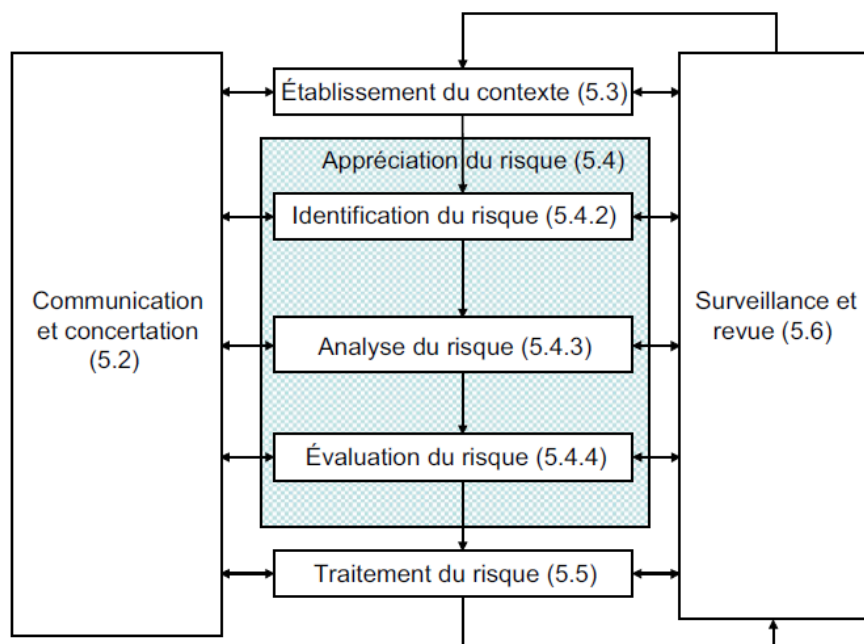 Établissement du contexte (5.3)
Appréciation du risque (5.4)
Identification du risque (5.4.2)
Communication
et concertation
(5.2)
Analyse du risque (5.4.3)
Surveillance et
revue (5.6)
Évaluation du risque (5.4.4)
Traitement du risque (5.5)